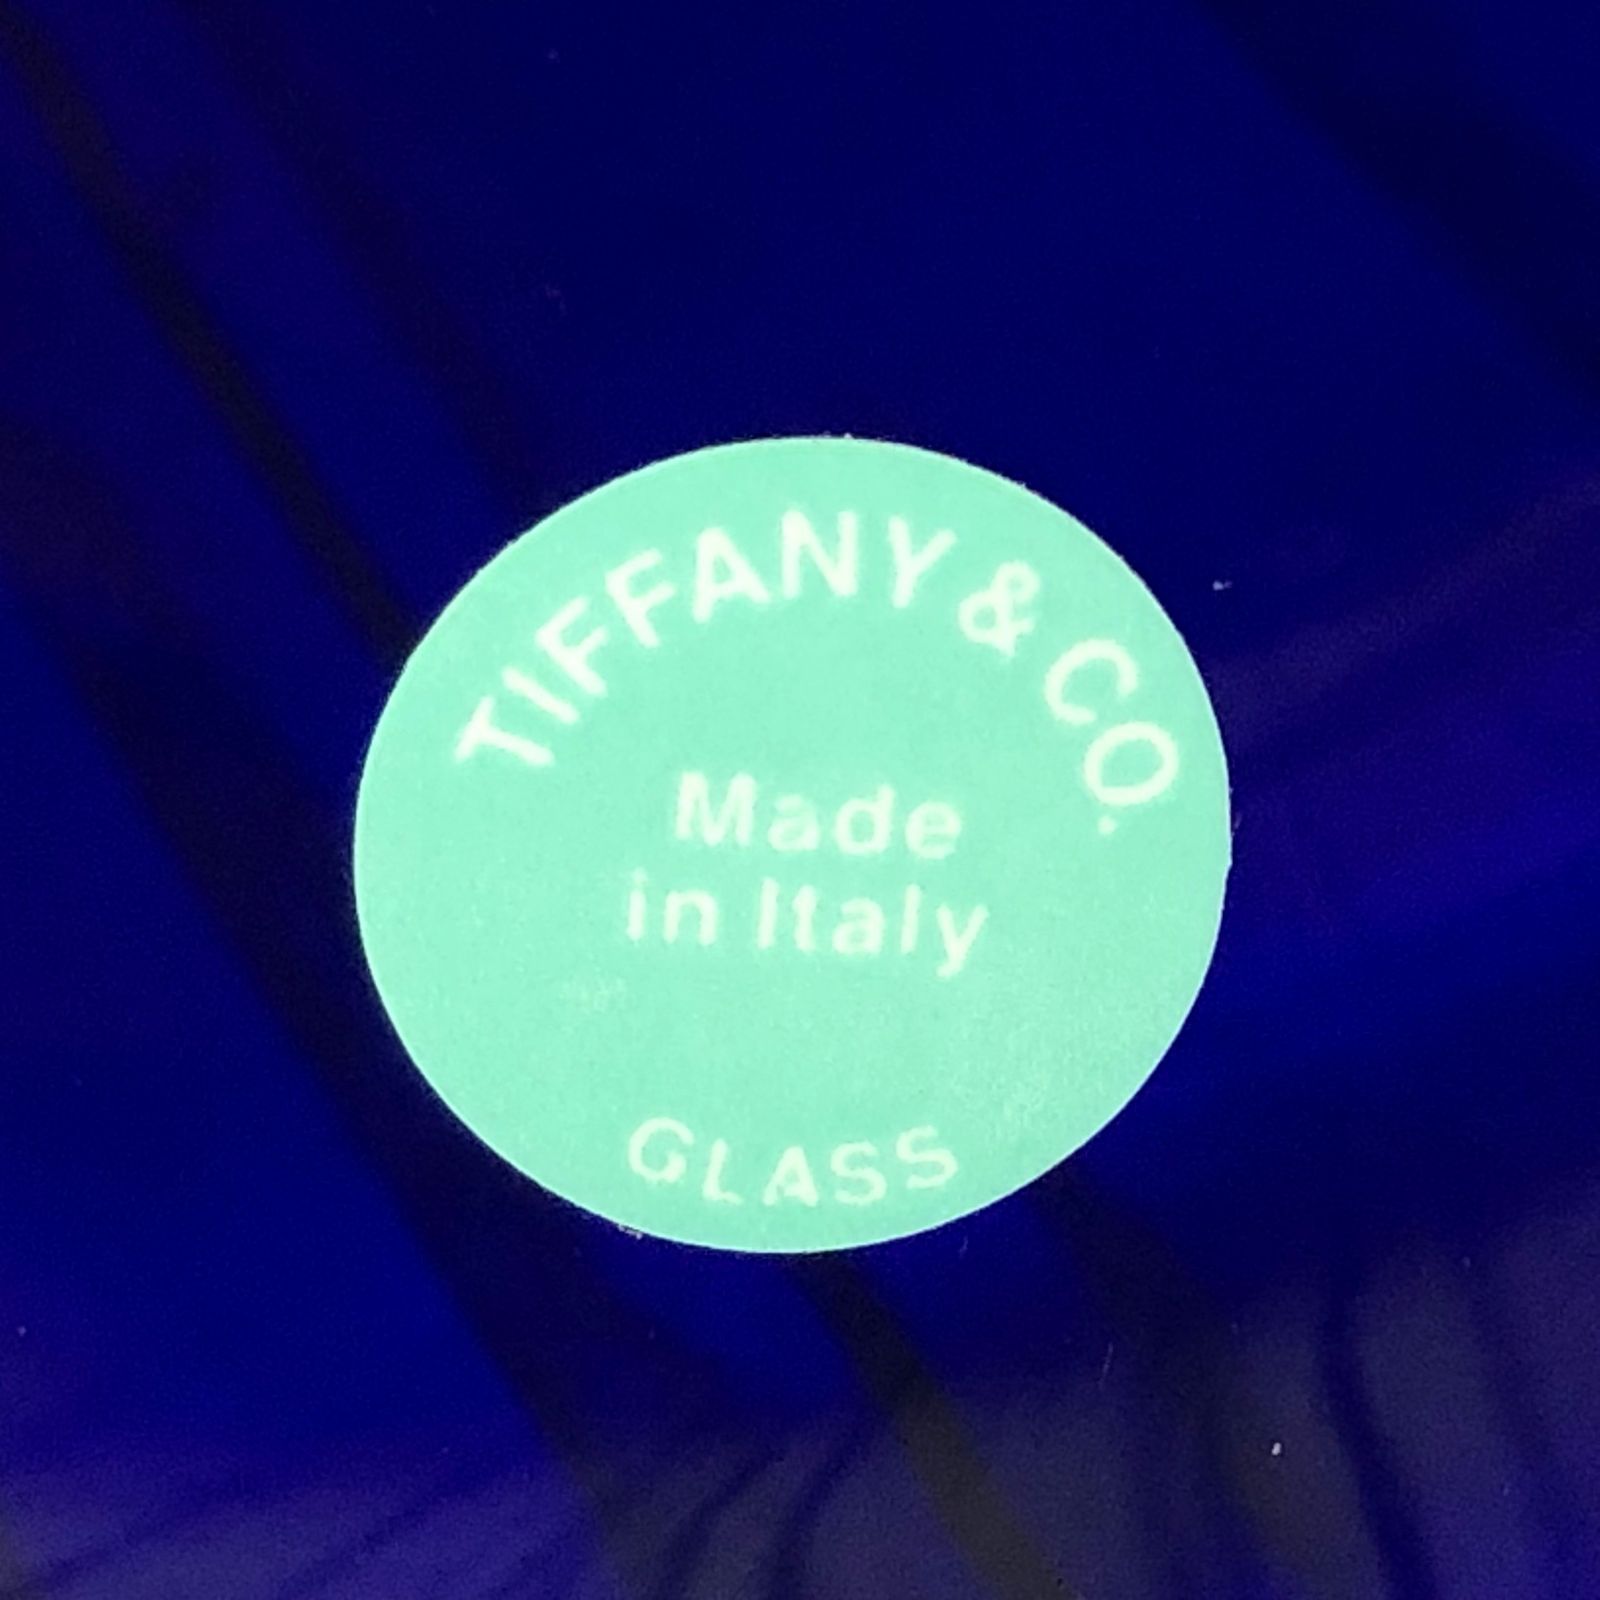 TIFFANY & CO.
Made
in Italy
GLASS